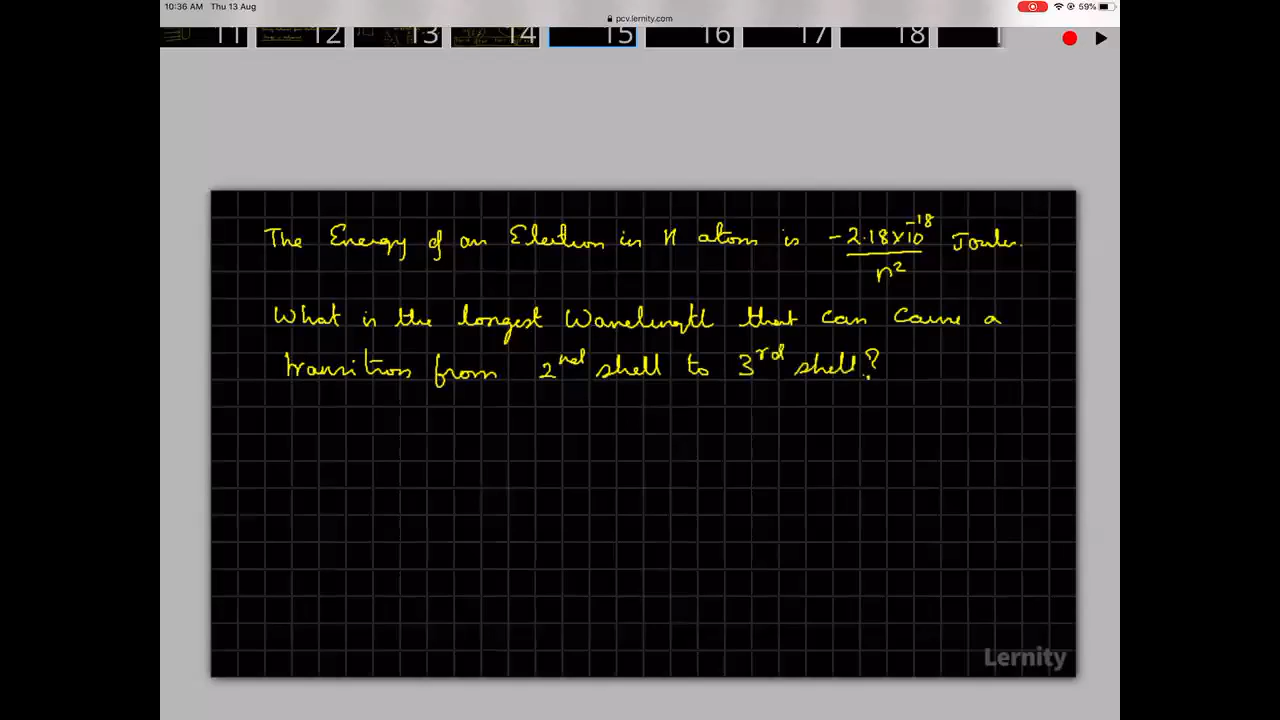 10:36 AM Thu 13 Aug 59%
pcv.lernity.com
11 12 13 14 15 16 17 18
The Energy of an Electron in H atom is -2.18×10^-18/n² Joules.
What is the longest Wavelength that can cause a
transition from 2nd shell to 3rd shell?
Lernity